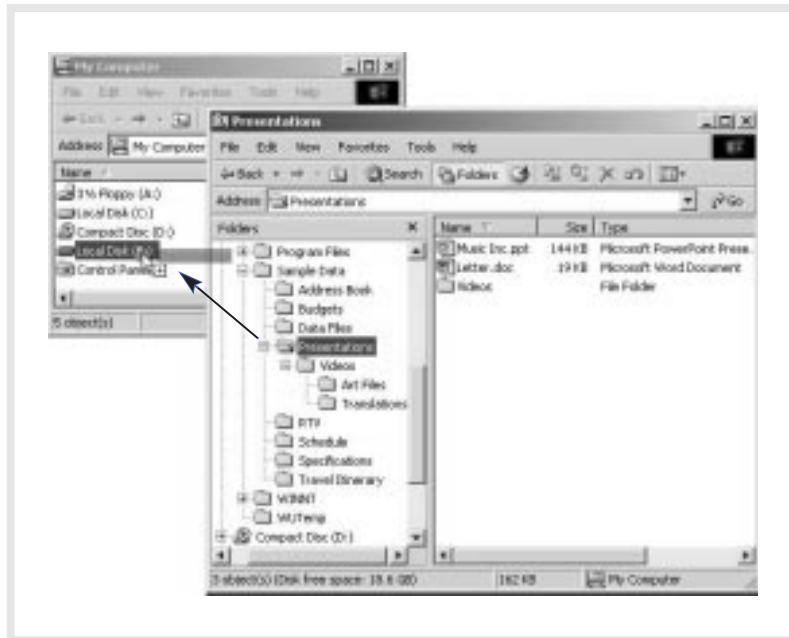 My Computer
File Edit View Favorites Tools Help
Back
Address My Computer
Name
3½ Floppy (A:)
Local Disk (C:)
Compact Disc (D:)
Local Disk
Control Panel
5 object(s)
Presentations
File Edit View Favorites Tools Help
Back Search Folders
Address Presentations Go
Folders
Program Files
Sample Data
Address Book
Budgets
Data Files
Presentations
Videos
Art Files
Translations
RTV
Schedule
Specifications
Travel Itinerary
WINNT
WUTemp
Compact Disc (D:)
Name Size Type
Music Inc.ppt 144 KB Microsoft PowerPoint Prese
Letter.doc 19 KB Microsoft Word Document
Videos File Folder
3 object(s) (Disk free space: 18.6 GB) 162 KB My Computer